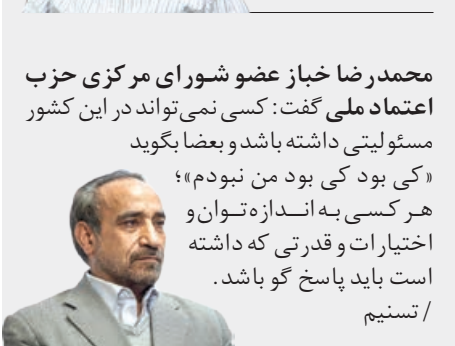 محمدرضا خباز عضو شورای مرکزی حزب
اعتماد ملی گفت: کسی نمی‌تواند در این کشور
مسئولیتی داشته باشد و بعضا بگوید
«کی بود کی بود من نبودم»؛
هر کسی به اندازه توان و
اختیارات و قدرتی که داشته
است باید پاسخ گو باشد.
/ تسنیم